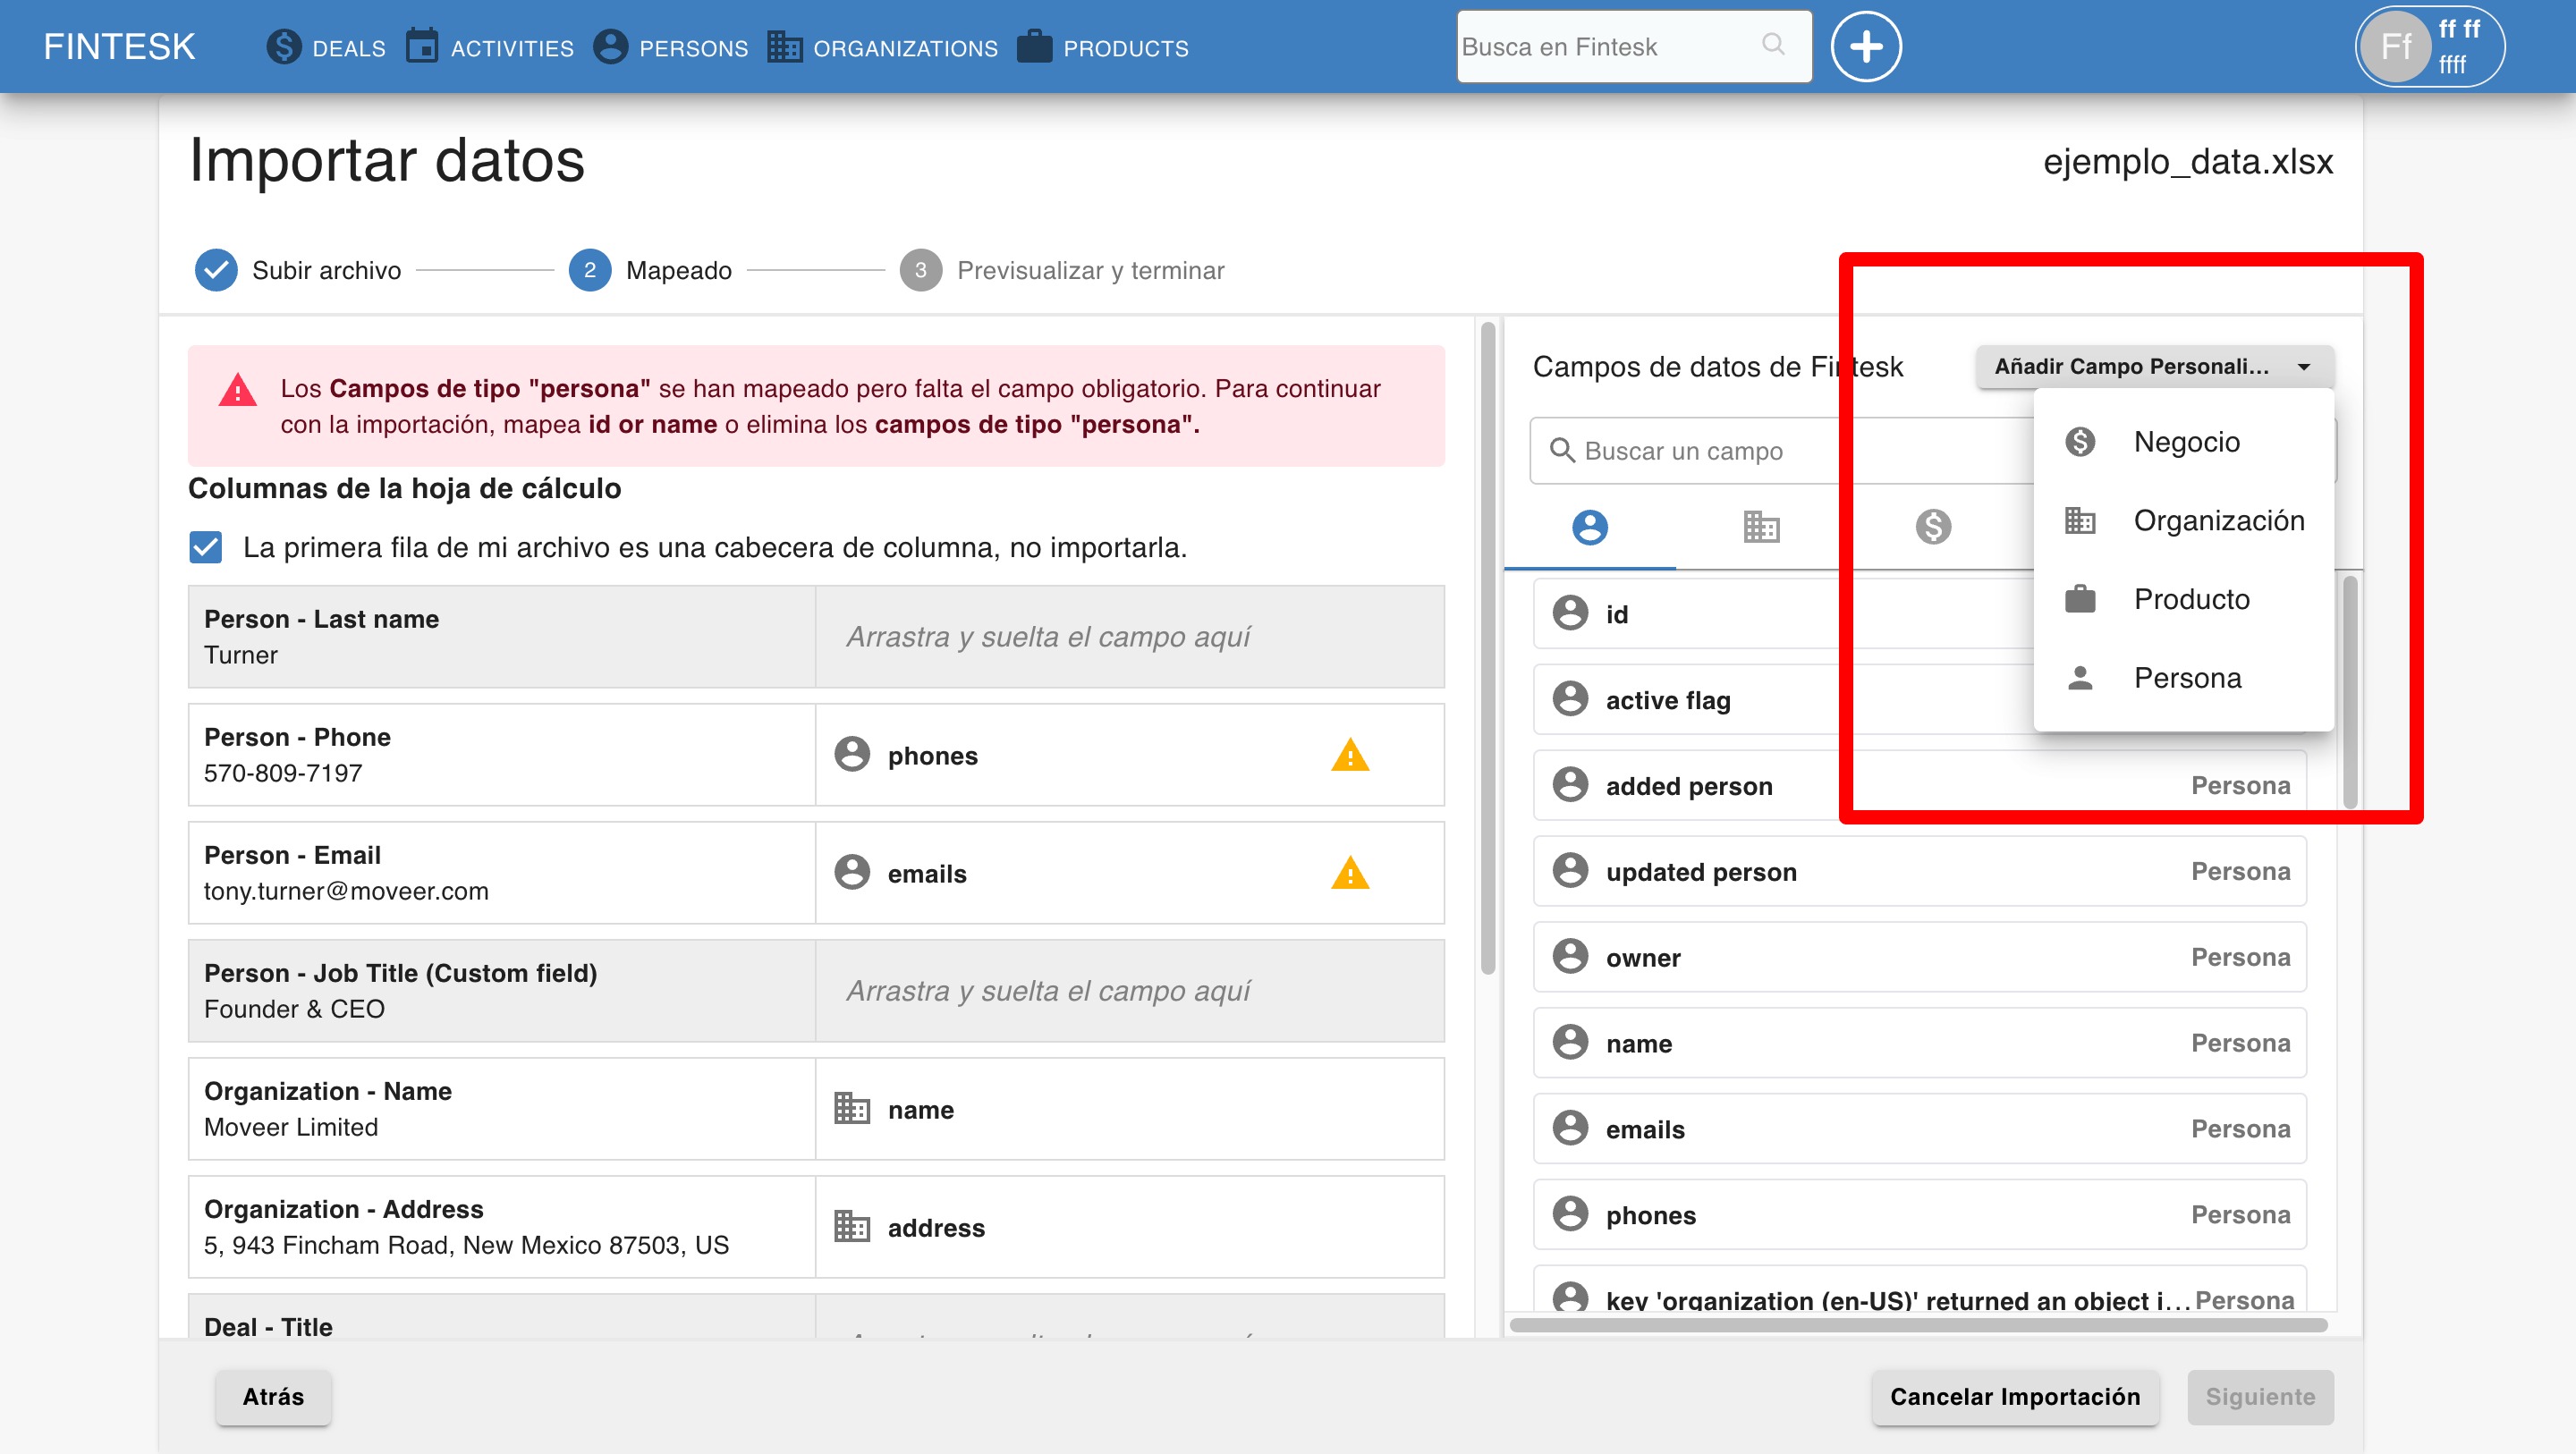 FINTESK
DEALS
ACTIVITIES
PERSONS
ORGANIZATIONS
PRODUCTS
Busca en Fintesk
Ff
ff ff
ffff
Importar datos
ejemplo_data.xlsx
Subir archivo
2
Mapeado
3
Previsualizar y terminar
Los Campos de tipo "persona" se han mapeado pero falta el campo obligatorio. Para continuar
con la importación, mapea id or name o elimina los campos de tipo "persona".
Columnas de la hoja de cálculo
La primera fila de mi archivo es una cabecera de columna, no importarla.
Person - Last name
Turner
Arrastra y suelta el campo aquí
Person - Phone
570-809-7197
phones
Person - Email
tony.turner@moveer.com
emails
Person - Job Title (Custom field)
Founder & CEO
Arrastra y suelta el campo aquí
Organization - Name
Moveer Limited
name
Organization - Address
5, 943 Fincham Road, New Mexico 87503, US
address
Deal - Title
Campos de datos de Fintesk
Añadir Campo Personali...
Buscar un campo
Negocio
Organización
Producto
Persona
id
active flag
added person
Persona
updated person
Persona
owner
Persona
name
Persona
emails
Persona
phones
Persona
key 'organization (en-US)' returned an object i...
Persona
Atrás
Cancelar Importación
Siguiente